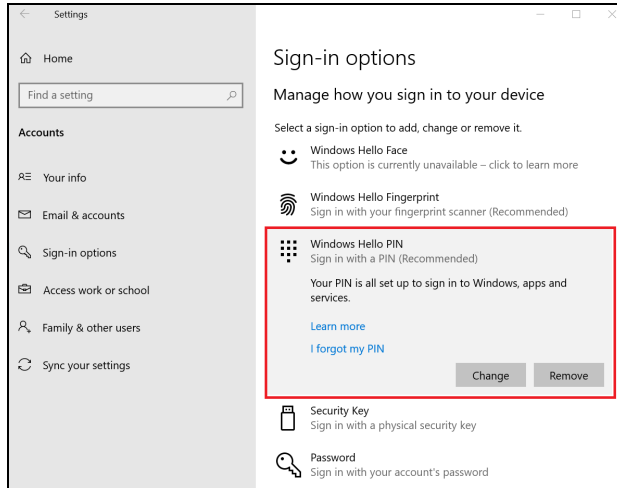 Settings
Home
Find a setting
Accounts
Your info
Email & accounts
Sign-in options
Access work or school
Family & other users
Sync your settings
Sign-in options
Manage how you sign in to your device
Select a sign-in option to add, change or remove it.
Windows Hello Face
This option is currently unavailable – click to learn more
Windows Hello Fingerprint
Sign in with your fingerprint scanner (Recommended)
Windows Hello PIN
Sign in with a PIN (Recommended)
Your PIN is all set up to sign in to Windows, apps and
services.
Learn more
I forgot my PIN
Change
Remove
Security Key
Sign in with a physical security key
Password
Sign in with your account's password